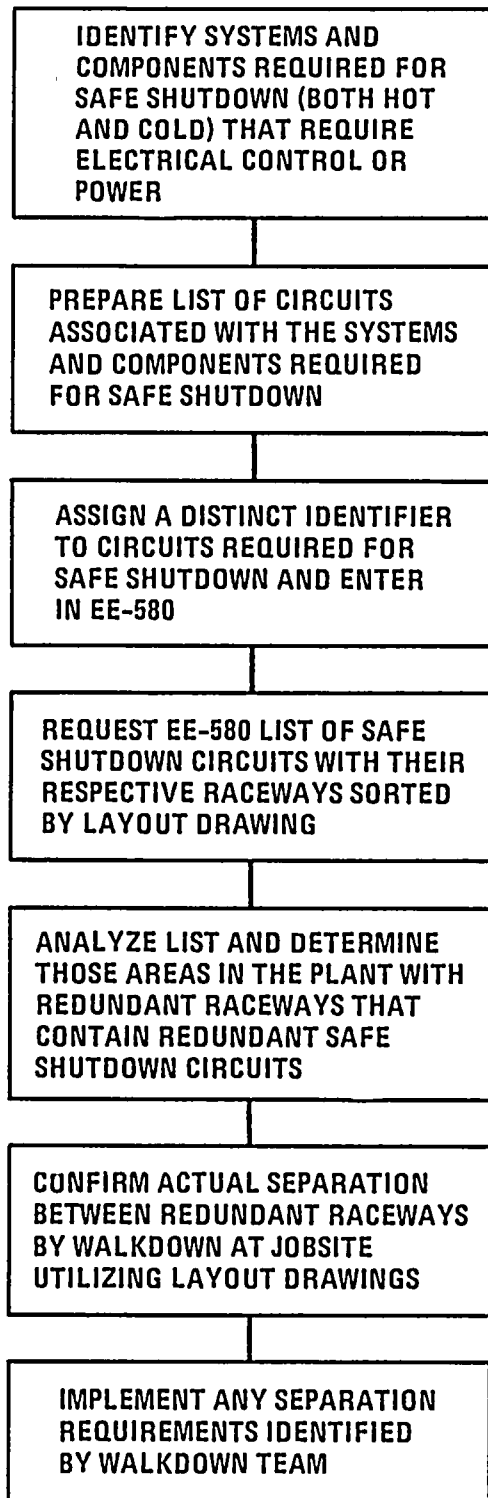 IDENTIFY SYSTEMS AND
COMPONENTS REQUIRED FOR
SAFE SHUTDOWN (BOTH HOT
AND COLD) THAT REQUIRE
ELECTRICAL CONTROL OR
POWER
PREPARE LIST OF CIRCUITS
ASSOCIATED WITH THE SYSTEMS
AND COMPONENTS REQUIRED
FOR SAFE SHUTDOWN
ASSIGN A DISTINCT IDENTIFIER
TO CIRCUITS REQUIRED FOR
SAFE SHUTDOWN AND ENTER
IN EE-580
REQUEST EE-580 LIST OF SAFE
SHUTDOWN CIRCUITS WITH THEIR
RESPECTIVE RACEWAYS SORTED
BY LAYOUT DRAWING
ANALYZE LIST AND DETERMINE
THOSE AREAS IN THE PLANT WITH
REDUNDANT RACEWAYS THAT
CONTAIN REDUNDANT SAFE
SHUTDOWN CIRCUITS
CONFIRM ACTUAL SEPARATION
BETWEEN REDUNDANT RACEWAYS
BY WALKDOWN AT JOBSITE
UTILIZING LAYOUT DRAWINGS
IMPLEMENT ANY SEPARATION
REQUIREMENTS IDENTIFIED
BY WALKDOWN TEAM